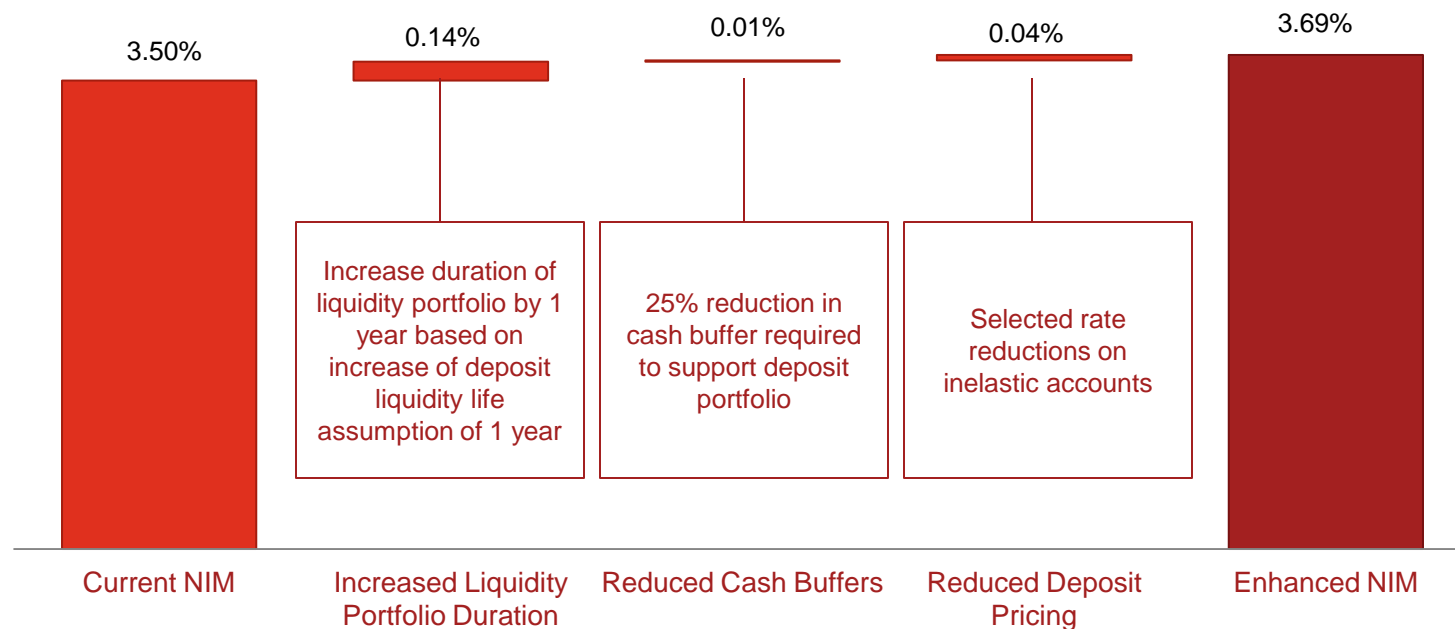 3.50%
0.14%
0.01%
0.04%
3.69%
Increase duration of
liquidity portfolio by 1
year based on
increase of deposit
liquidity life
assumption of 1 year
25% reduction in
cash buffer required
to support deposit
portfolio
Selected rate
reductions on
inelastic accounts
Current NIM
Increased Liquidity
Portfolio Duration
Reduced Cash Buffers
Reduced Deposit
Pricing
Enhanced NIM